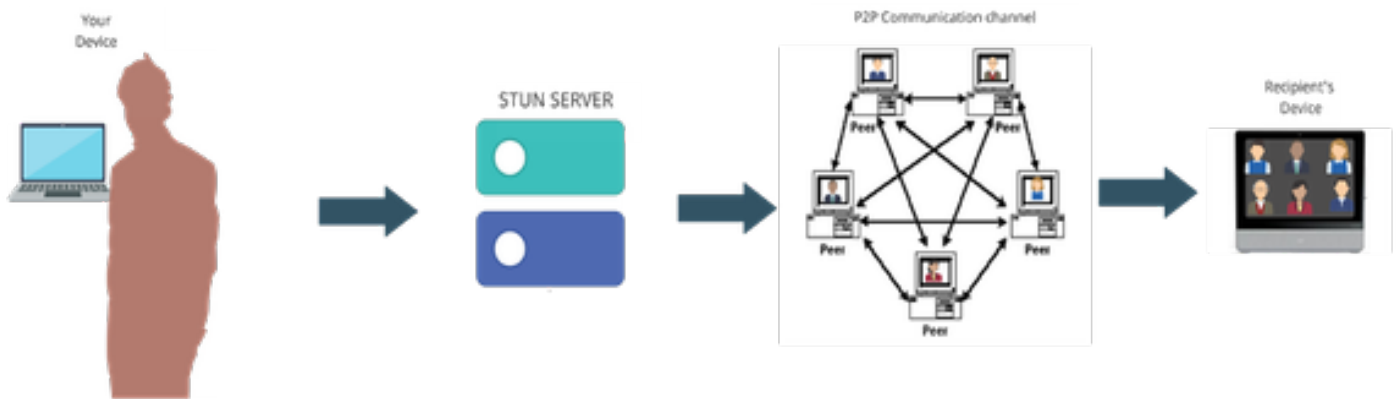 Your
Device
STUN SERVER
P2P Communication channel
Peer
Peer
Peer
Peer
Peer
Recipient's
Device